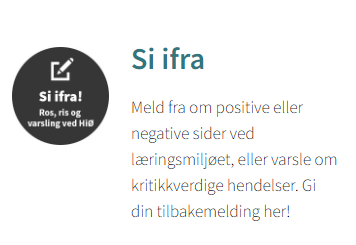 Si ifra!
Ros, ris og
varsling ved HiØ
Si ifra
Meld fra om positive eller
negative sider ved
læringsmiljøet, eller varsle om
kritikkverdige hendelser. Gi
din tilbakemelding her!